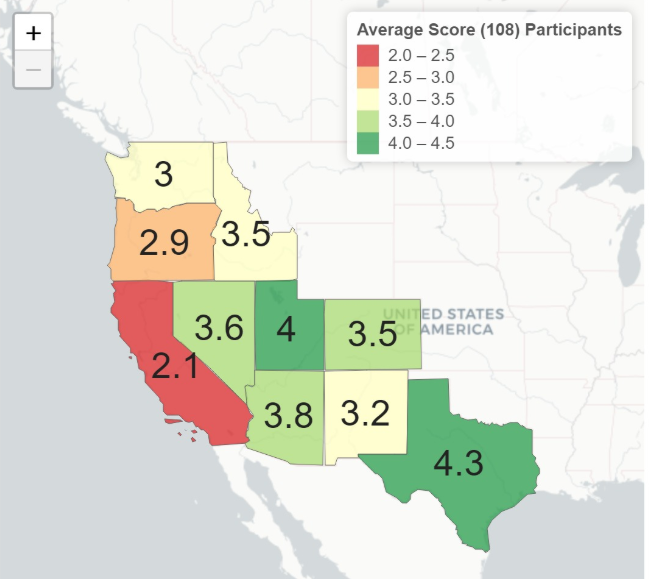 +
−
Average Score (108) Participants
2.0 – 2.5
2.5 – 3.0
3.0 – 3.5
3.5 – 4.0
4.0 – 4.5
3
2.9
3.5
UNITED STATES
OF AMERICA
3.6
4
3.5
2.1
3.8
3.2
4.3